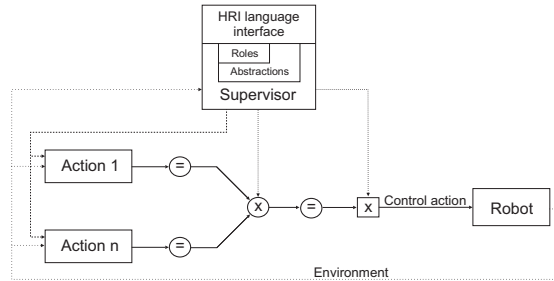 HRI language
interface
Roles
Abstractions
Supervisor
Action 1
=
x
=
x
Control action
Robot
Action n
=
Environment